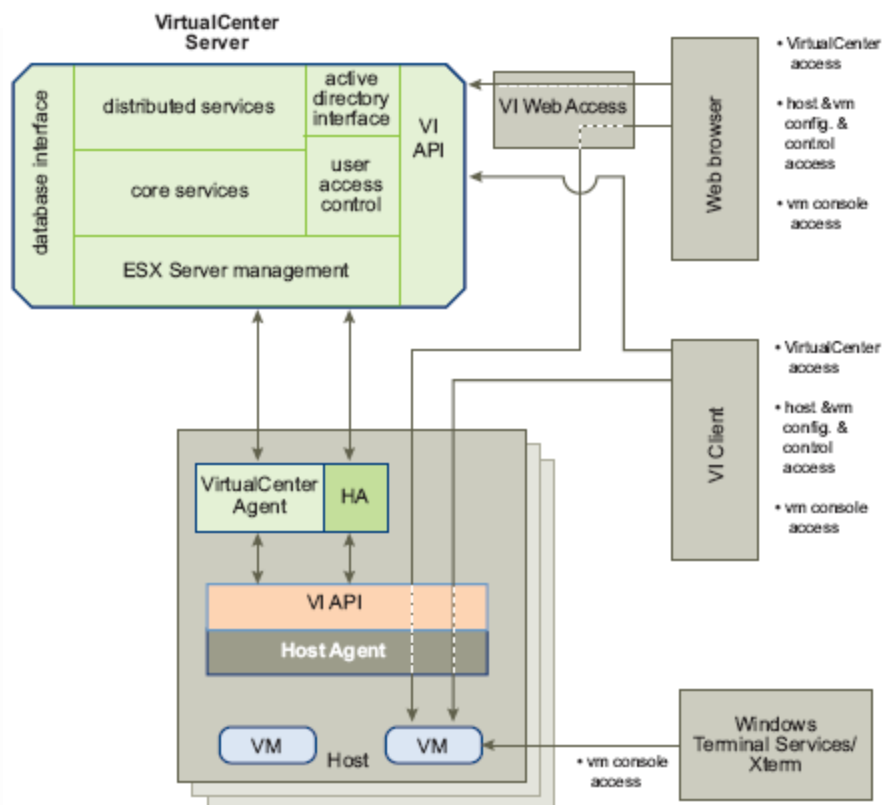 VirtualCenter
Server
database interface
distributed services
active
directory
interface
VI
API
core services
user
access
control
ESX Server management
VI Web Access
Web browser
• VirtualCenter
access
• host &vm
config. &
control
access
• vm console
access
VI Client
• VirtualCenter
access
• host &vm
config. &
control
access
• vm console
access
VirtualCenter
Agent
HA
VI API
Host Agent
VM
Host
VM
• vm console
access
Windows
Terminal Services/
Xterm